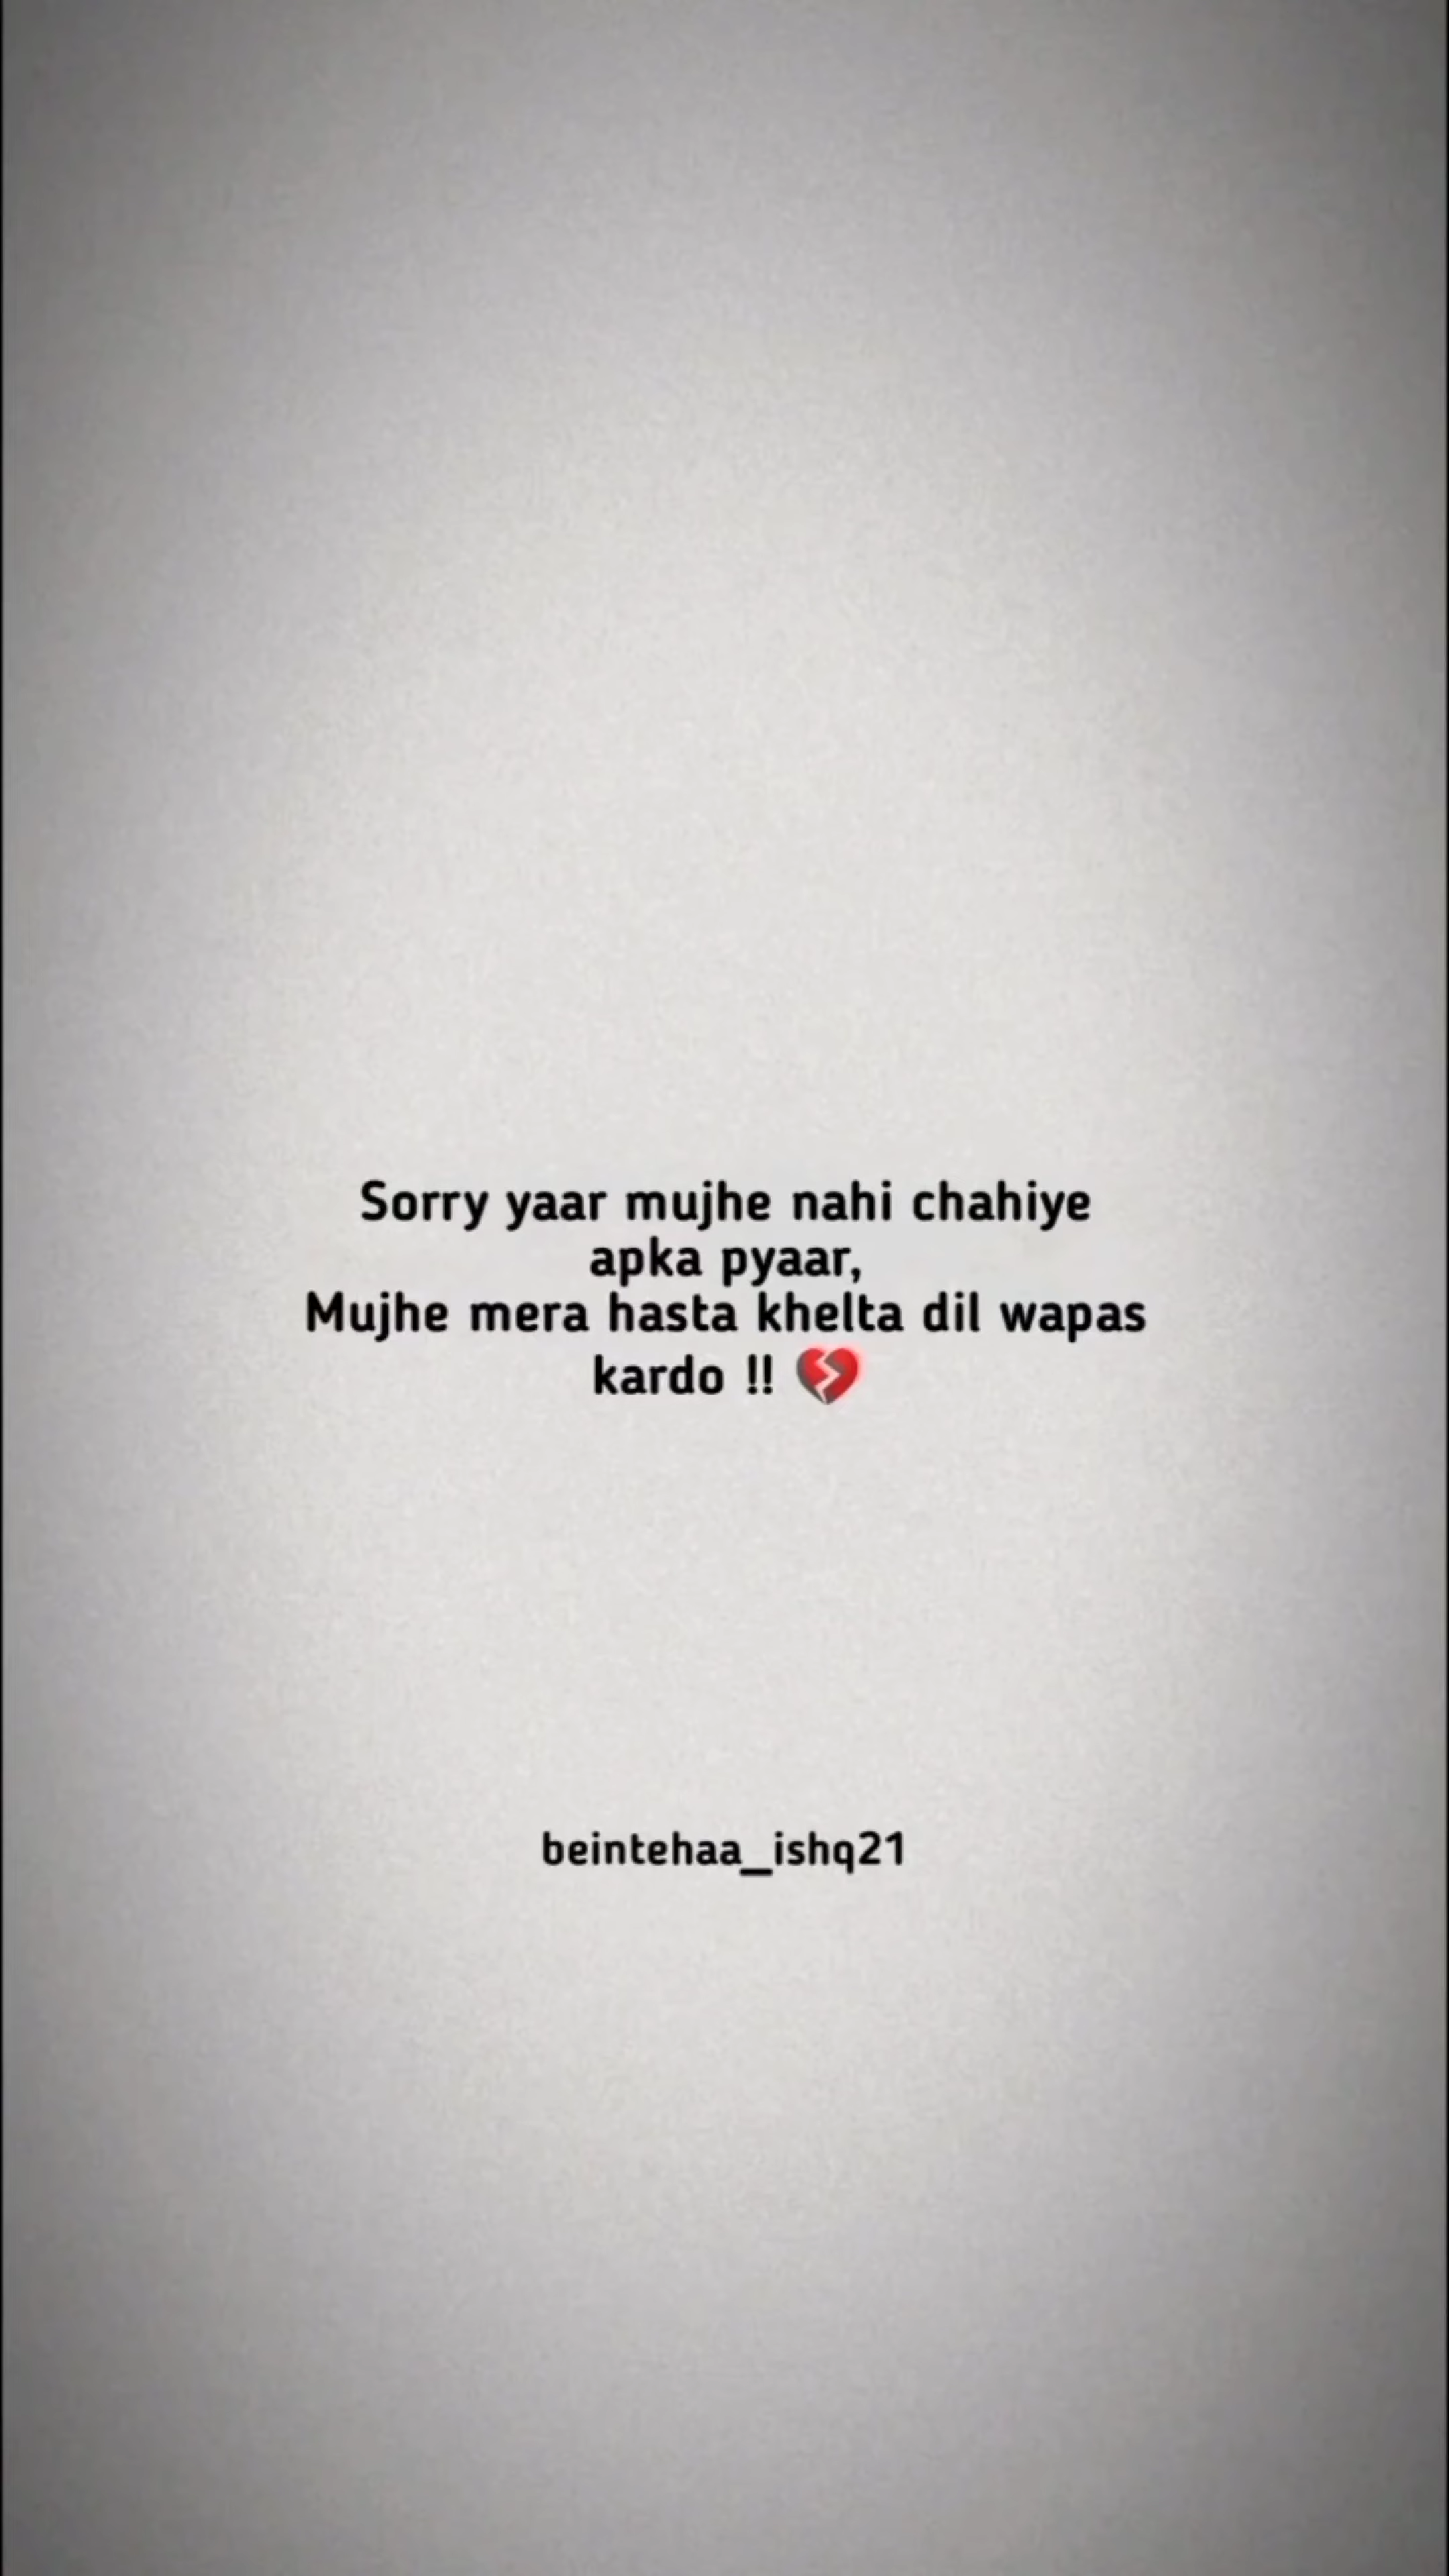 Sorry yaar mujhe nahi chahiye
apka pyaar,
Mujhe mera hasta khelta dil wapas
kardo !! 💔
beintehaa_ishq21